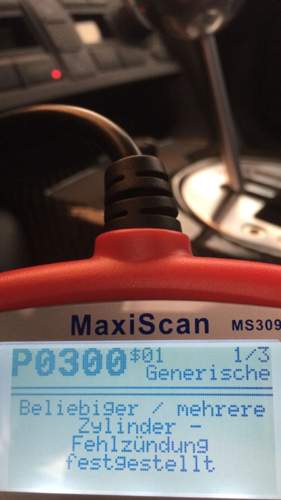 MaxiScan MS309
P0300 $01 1/3
Generische
Beliebiger / mehrere
Zylinder -
Fehlzündung
festgestellt